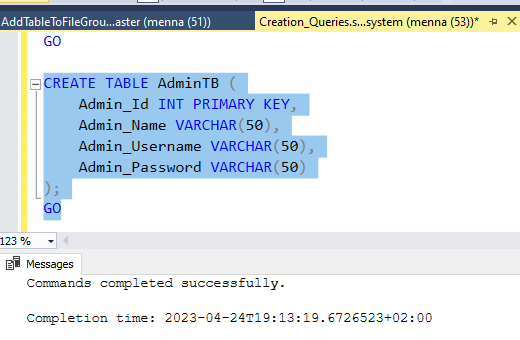 AddTableToFileGrou...aster (menna (51))
Creation_Queries.s...system (menna (53))*
GO
CREATE TABLE AdminTB (
Admin_Id INT PRIMARY KEY,
Admin_Name VARCHAR(50),
Admin_Username VARCHAR(50),
Admin_Password VARCHAR(50)
);
GO
123 %
Messages
Commands completed successfully.
Completion time: 2023-04-24T19:13:19.6726523+02:00